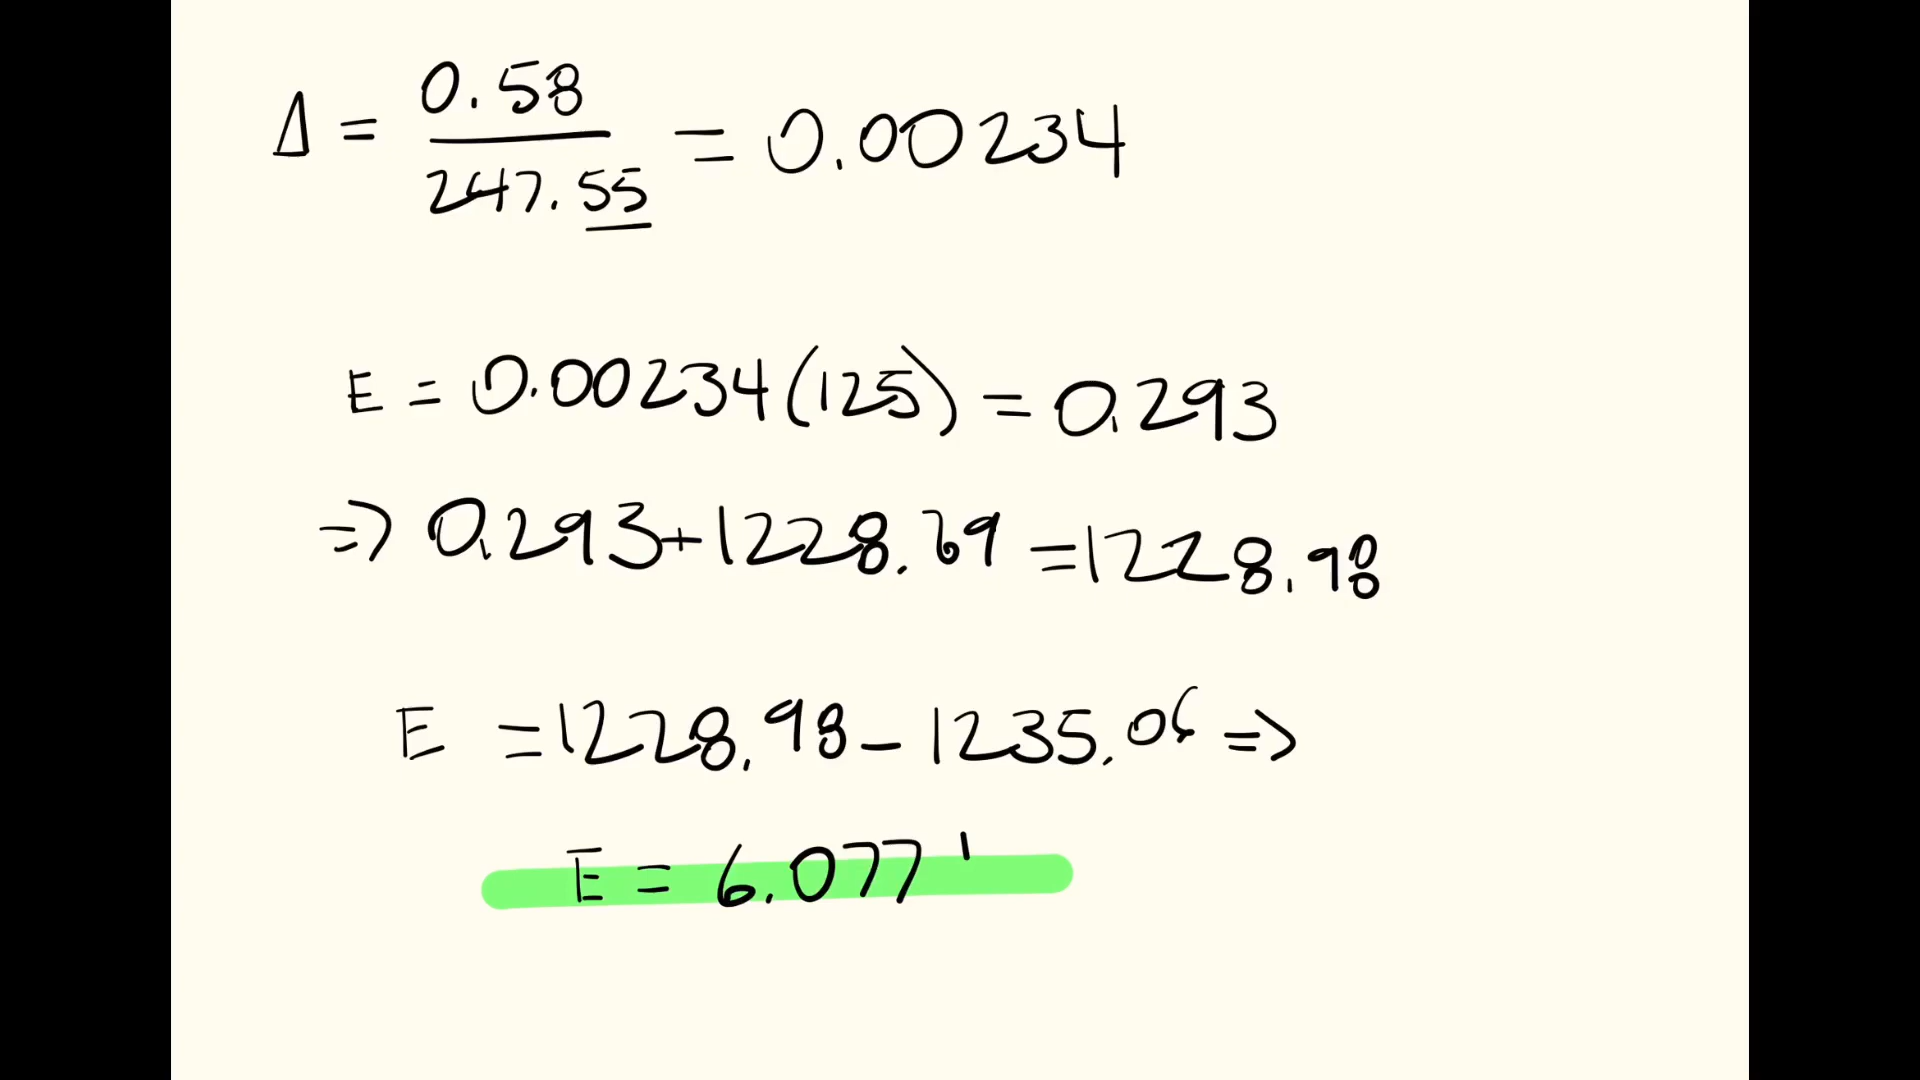 Δ = 0.58 / 247.55 = 0.00234
E = 0.00234(125) = 0.293
=> 0.293+1228.69 = 1228.98
E = 1228.98 - 1235.06 =>
E = 6.077'